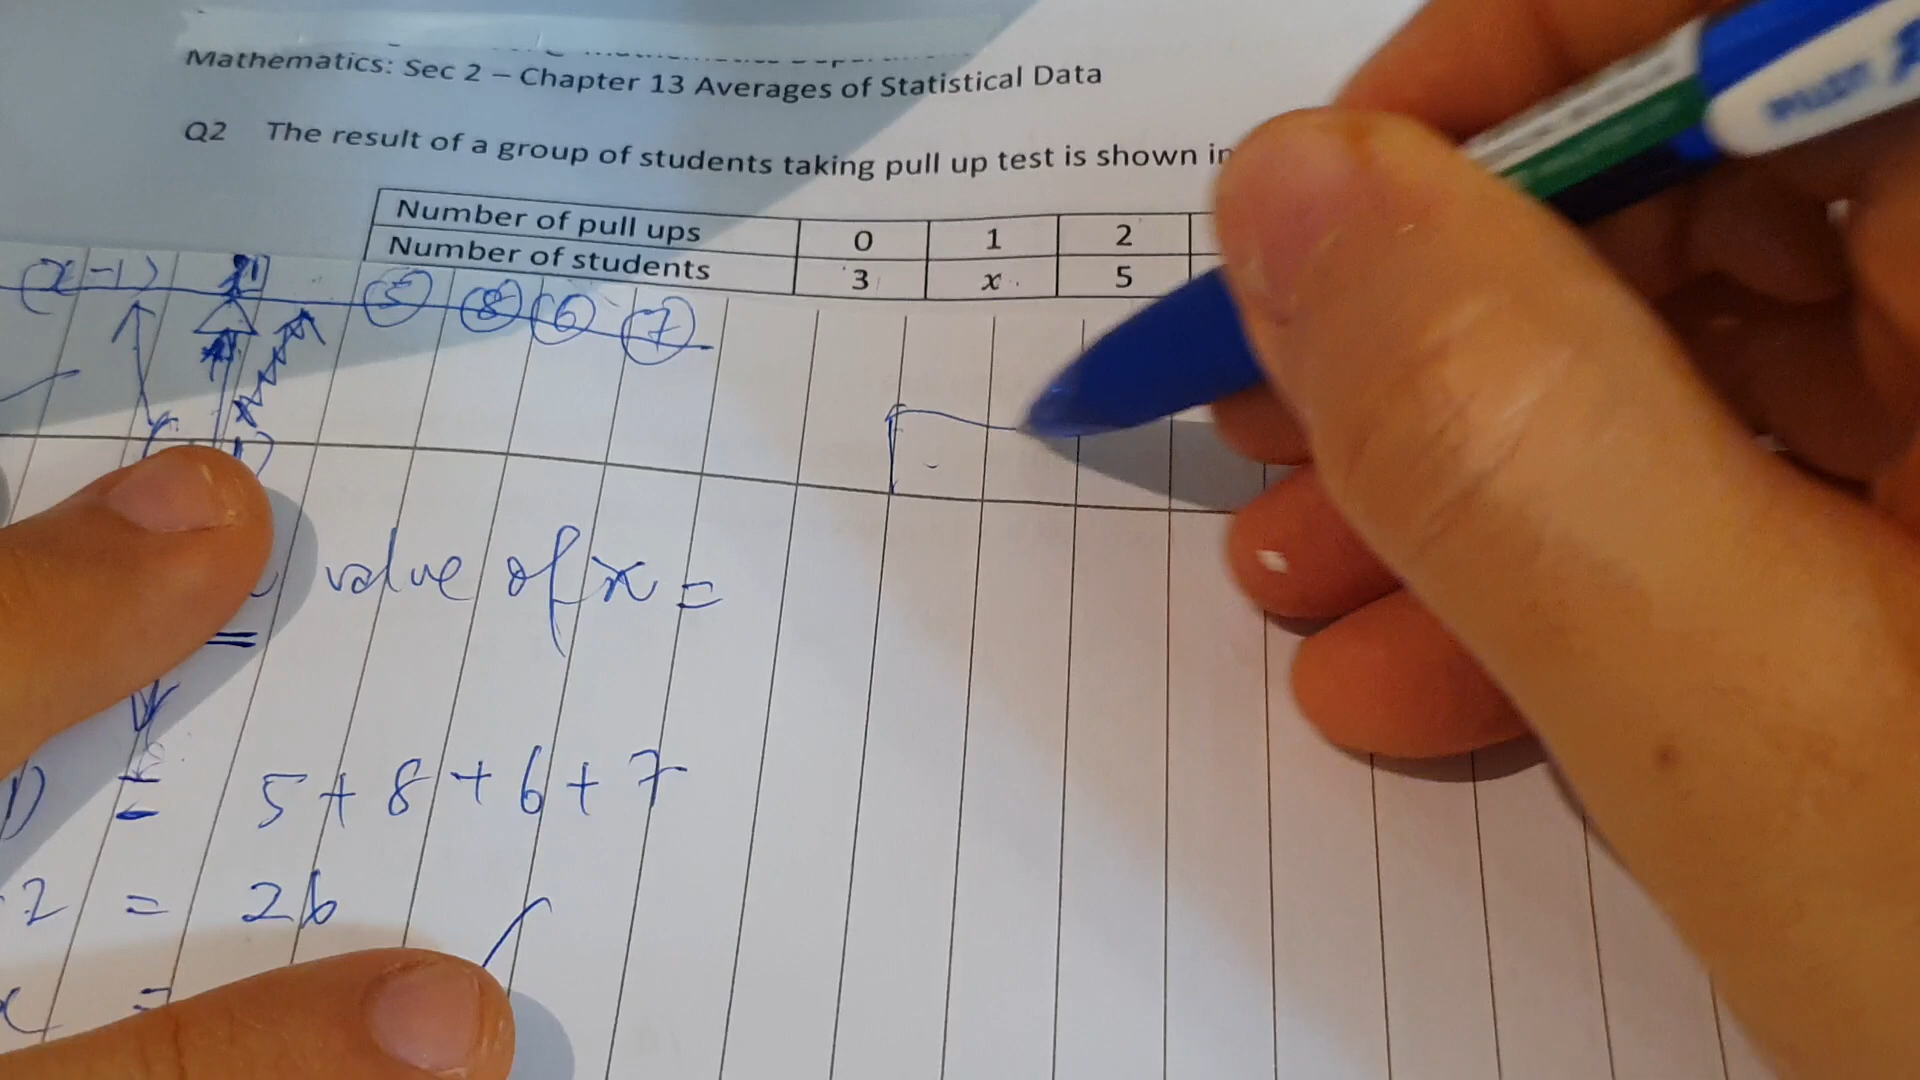 Mathematics: Sec 2 – Chapter 13 Averages of Statistical Data
Q2 The result of a group of students taking pull up test is shown in
Number of pull ups 0 1 2
Number of students 3 x 5
(x-1) 5 8 6 7
value of x =
=
) = 5 + 8 + 6 + 7
2 = 26
x =